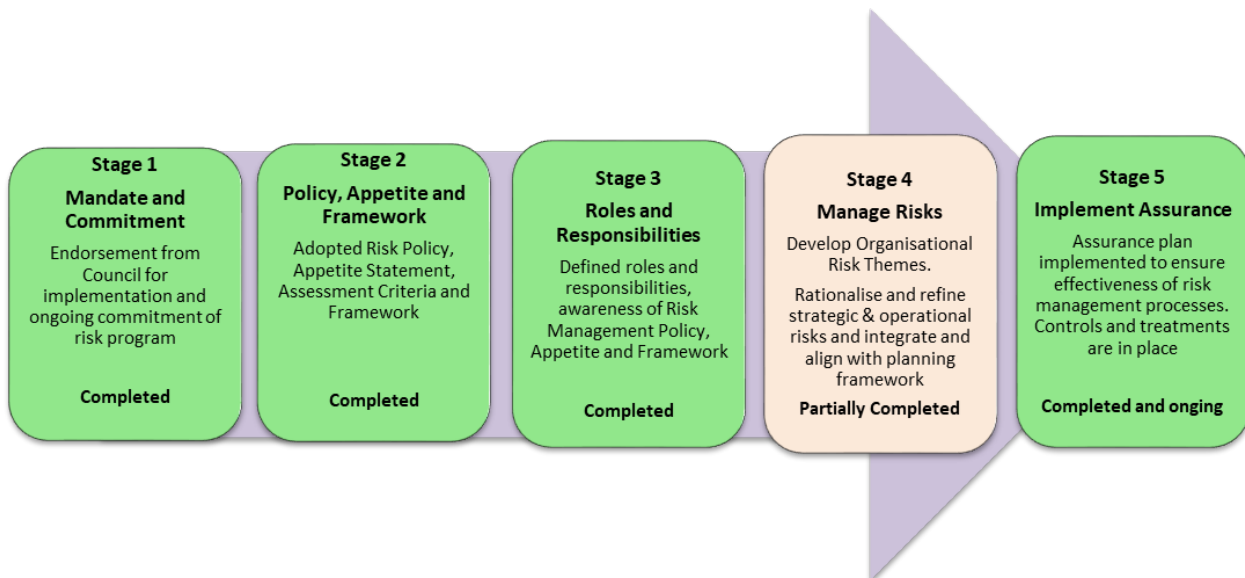 Stage 1
Mandate and
Commitment
Endorsement from
Council for
implementation and
ongoing commitment of
risk program
Completed
Stage 2
Policy, Appetite and
Framework
Adopted Risk Policy,
Appetite Statement,
Assessment Criteria and
Framework
Completed
Stage 3
Roles and
Responsibilities
Defined roles and
responsibilities,
awareness of Risk
Management Policy,
Appetite and Framework
Completed
Stage 4
Manage Risks
Develop Organisational
Risk Themes.
Rationalise and refine
strategic & operational
risks and integrate and
align with planning
framework
Partially Completed
Stage 5
Implement Assurance
Assurance plan
implemented to ensure
effectiveness of risk
management processes.
Controls and treatments
are in place
Completed and onging